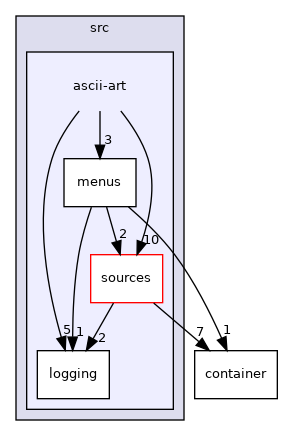 src
ascii-art
3
menus
2
10
sources
5
1
2
7
1
logging
container